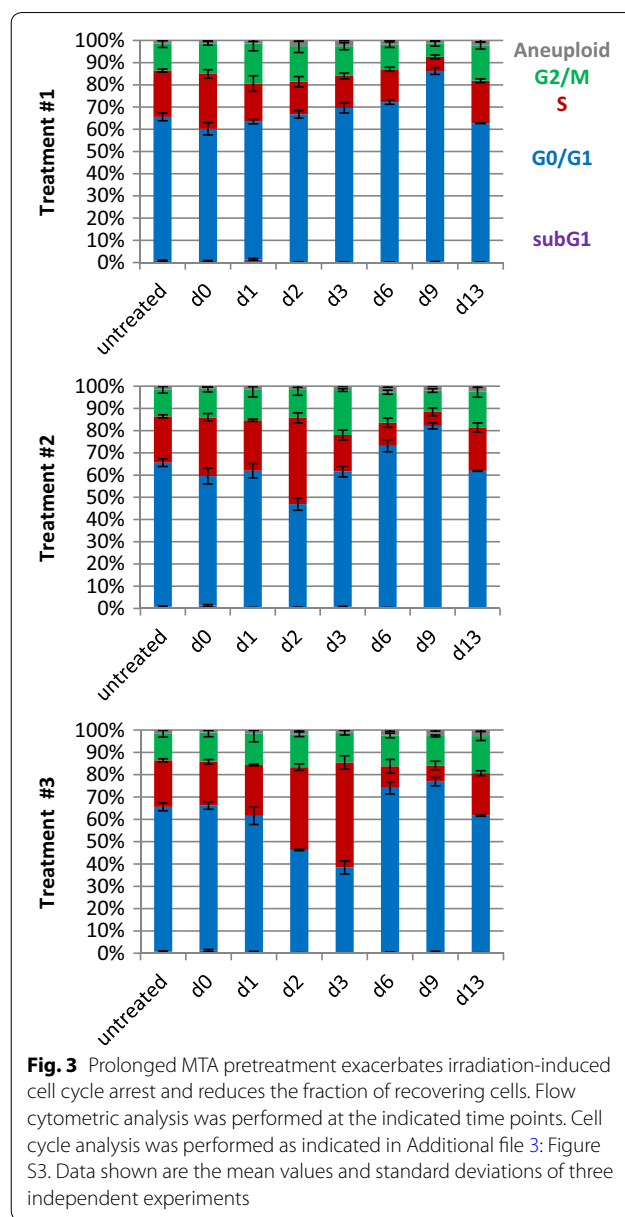 Treatment #1
100%
90%
80%
70%
60%
50%
40%
30%
20%
10%
0%
untreated d0 d1 d2 d3 d6 d9 d13
Aneuploid
G2/M
S
G0/G1
subG1
Treatment #2
100%
90%
80%
70%
60%
50%
40%
30%
20%
10%
0%
untreated d0 d1 d2 d3 d6 d9 d13
Treatment #3
100%
90%
80%
70%
60%
50%
40%
30%
20%
10%
0%
untreated d0 d1 d2 d3 d6 d9 d13
Fig. 3 Prolonged MTA pretreatment exacerbates irradiation-induced
cell cycle arrest and reduces the fraction of recovering cells. Flow
cytometric analysis was performed at the indicated time points. Cell
cycle analysis was performed as indicated in Additional file 3: Figure
S3. Data shown are the mean values and standard deviations of three
independent experiments